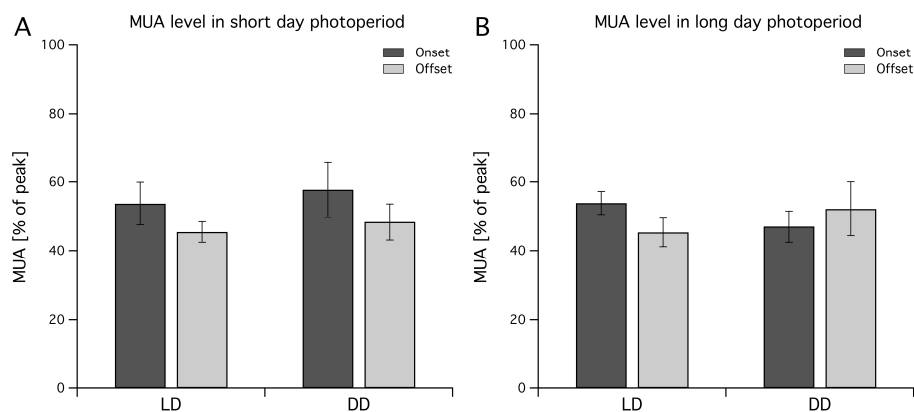 A
MUA level in short day photoperiod
Onset
Offset
100
80
60
40
20
0
MUA [% of peak]
LD
DD
B
MUA level in long day photoperiod
Onset
Offset
100
80
60
40
20
0
MUA [% of peak]
LD
DD